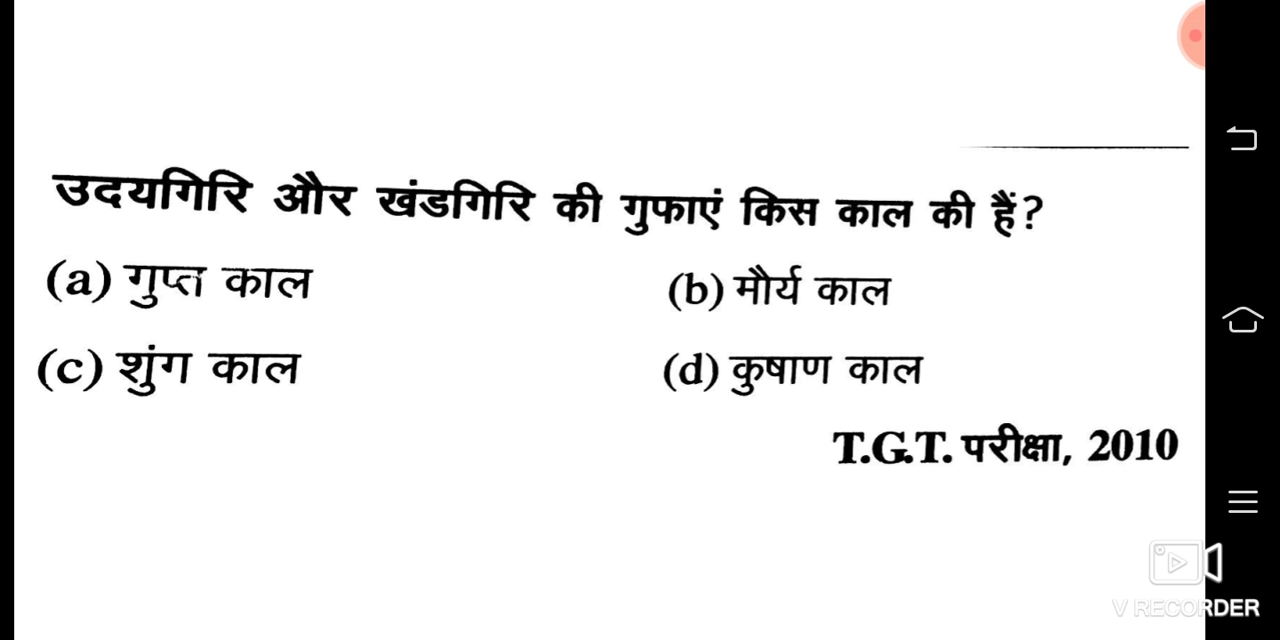 उदयगिरि और खंडगिरि की गुफाएं किस काल की हैं?
(a) गुप्त काल (b) मौर्य काल
(c) शुंग काल (d) कुषाण काल
T.G.T. परीक्षा, 2010
V RECORDER